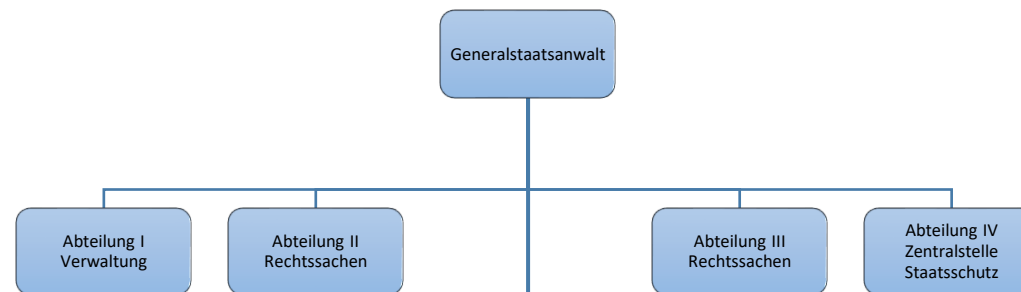 Generalstaatsanwalt
Abteilung I
Verwaltung
Abteilung II
Rechtssachen
Abteilung III
Rechtssachen
Abteilung IV
Zentralstelle
Staatsschutz